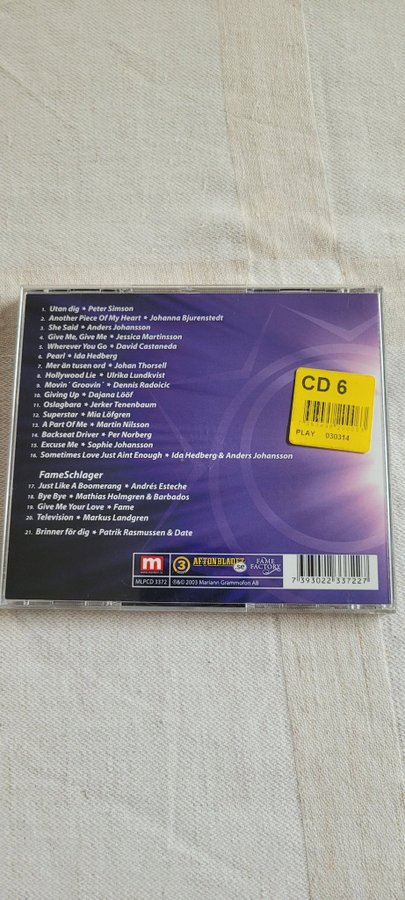 1. Utan dig • Peter Simson
2. Another Piece Of My Heart • Johanna Bjurenstedt
3. She Said • Anders Johansson
4. Give Me, Give Me • Jessica Martinsson
5. Wherever You Go • David Castaneda
6. Pearl • Ida Hedberg
7. Mer än tusen ord • Johan Thorsell
8. Hollywood Lie • Ulrika Lundkvist
9. Movin´ Groovin´ • Dennis Radoicic
10. Giving Up • Dajana Lööf
11. Oslagbara • Jerker Tenenbaum
12. Superstar • Mia Löfgren
13. A Part Of Me • Martin Nilsson
14. Backseat Driver • Per Norberg
15. Excuse Me • Sophie Johansson
16. Sometimes Love Just Aint Enough • Ida Hedberg & Anders Johansson
FameSchlager
17. Just Like A Boomerang • Andrés Esteche
18. Bye Bye • Mathias Holmgren & Barbados
19. Give Me Your Love • Fame
20. Television • Markus Landgren
21. Brinner för dig • Patrik Rasmussen & Date
CD 6
PLAY 030314
m
3
AFTONBLADET
se
FAME
FACTORY
MLPCD 3372
℗&© 2003 Mariann Grammofon AB
7 393022 337227